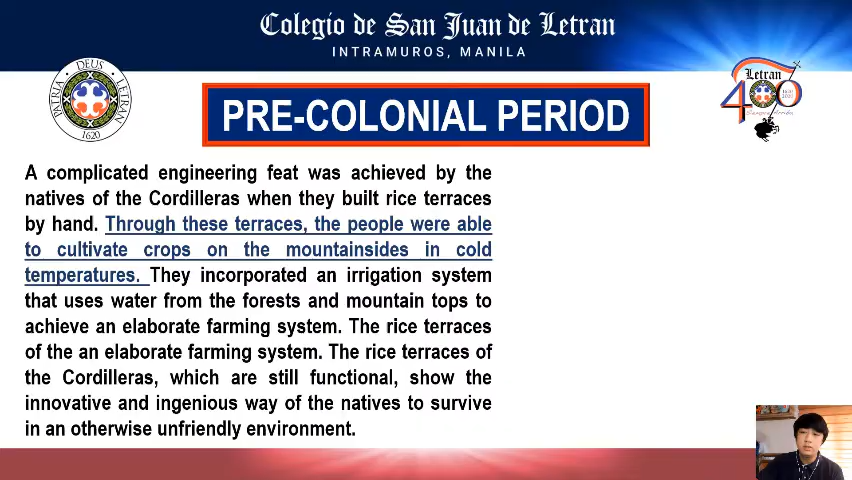 Colegio de San Juan de Letran
INTRAMUROS, MANILA
DEUS
PATRIA
LETRAN
1620
Letran
400
PRE-COLONIAL PERIOD
A complicated engineering feat was achieved by the
natives of the Cordilleras when they built rice terraces
by hand. Through these terraces, the people were able
to cultivate crops on the mountainsides in cold
temperatures. They incorporated an irrigation system
that uses water from the forests and mountain tops to
achieve an elaborate farming system. The rice terraces
of the an elaborate farming system. The rice terraces of
the Cordilleras, which are still functional, show the
innovative and ingenious way of the natives to survive
in an otherwise unfriendly environment.